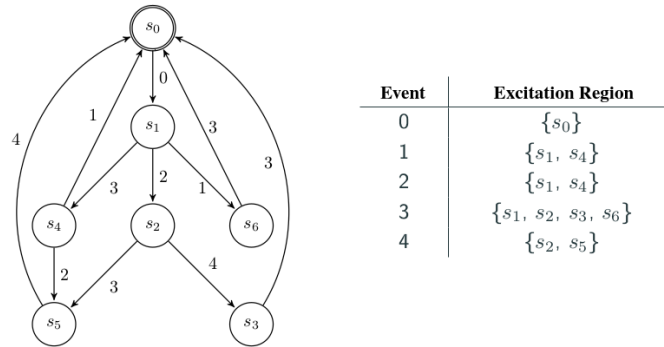 s0
0
s1
4
1
3
3
3
2
1
s4
s2
s6
2
3
4
s5
s3
Event Excitation Region
0 {s0}
1 {s1, s4}
2 {s1, s4}
3 {s1, s2, s3, s6}
4 {s2, s5}